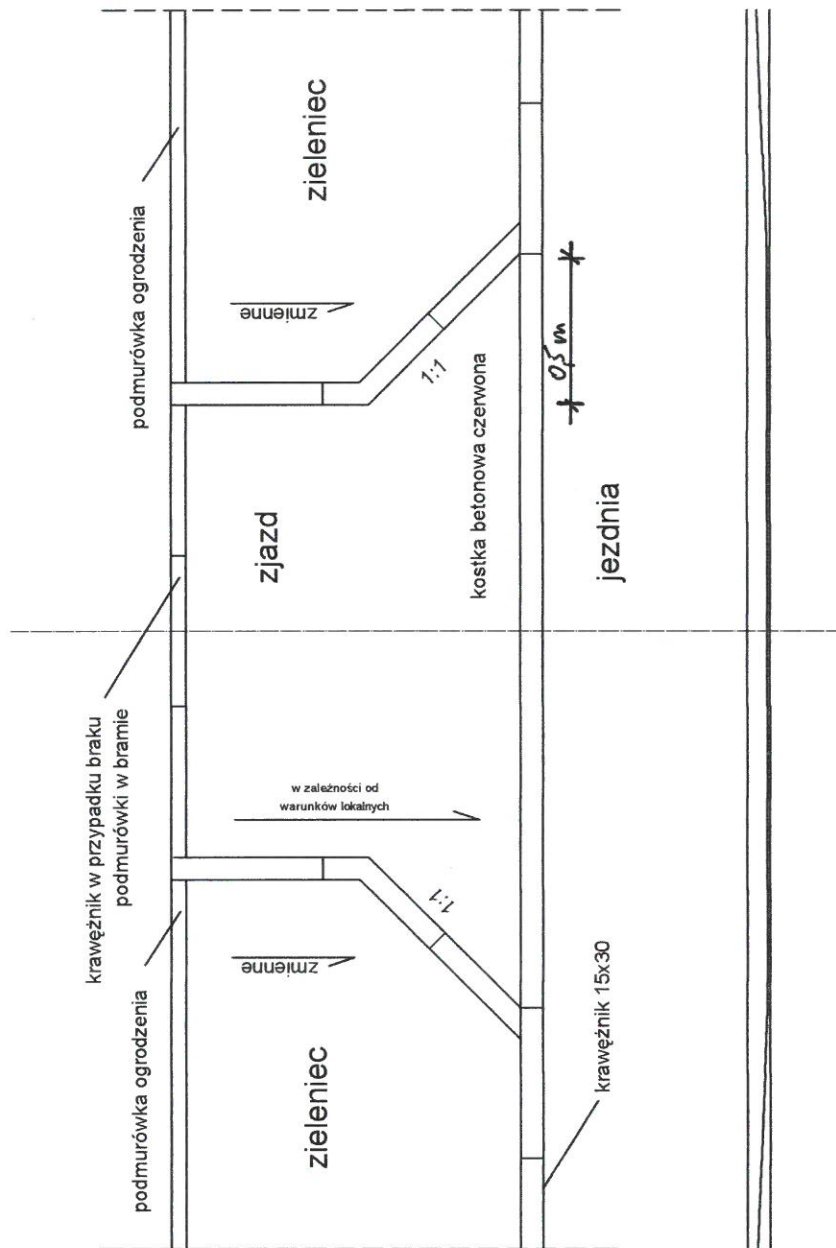 podmurówka ogrodzenia
krawężnik w przypadku braku
podmurówki w bramie
podmurówka ogrodzenia
zieleniec
zmienne
1:1
w zależności od
warunków lokalnych
zjazd
zmienne
1:1
zieleniec
kostka betonowa czerwona
krawężnik 15x30
0,5 m
jezdnia